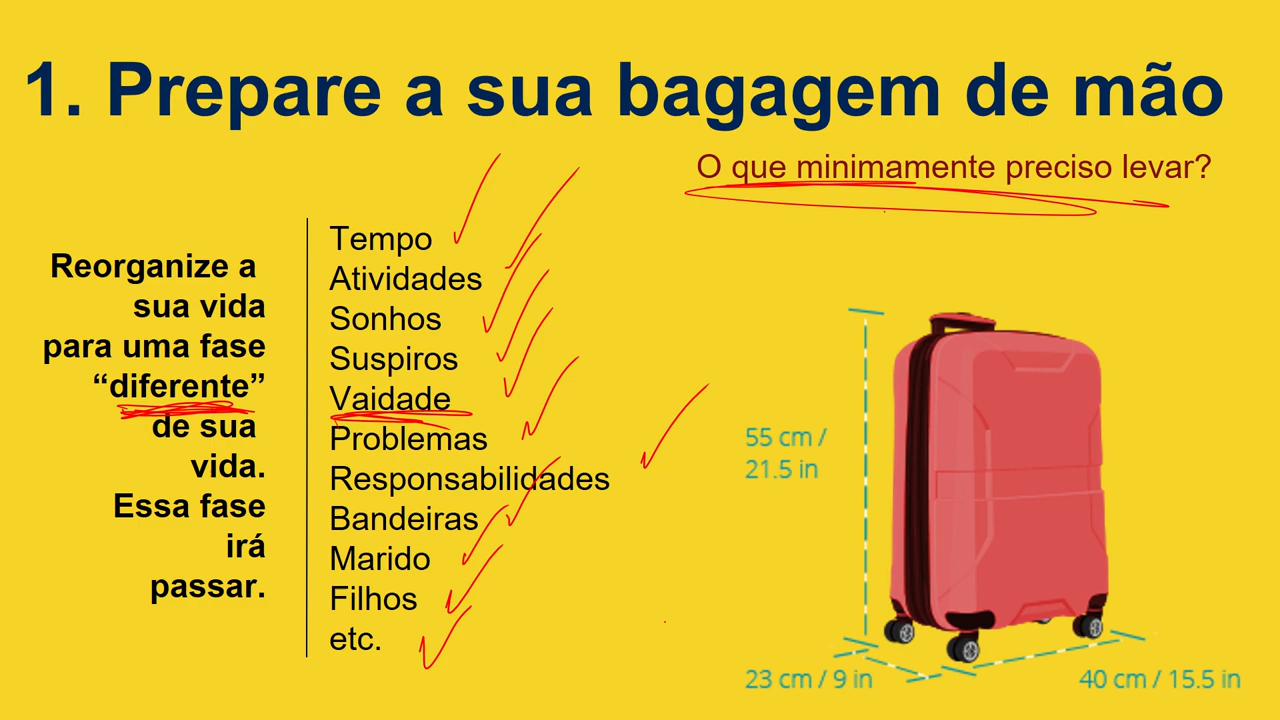 1. Prepare a sua bagagem de mão
O que minimamente preciso levar?
Reorganize a
sua vida
para uma fase
“diferente”
de sua
vida.
Essa fase
irá
passar.
Tempo
Atividades
Sonhos
Suspiros
Vaidade
Problemas
Responsabilidades
Bandeiras
Marido
Filhos
etc.
55 cm /
21.5 in
23 cm / 9 in
40 cm / 15.5 in